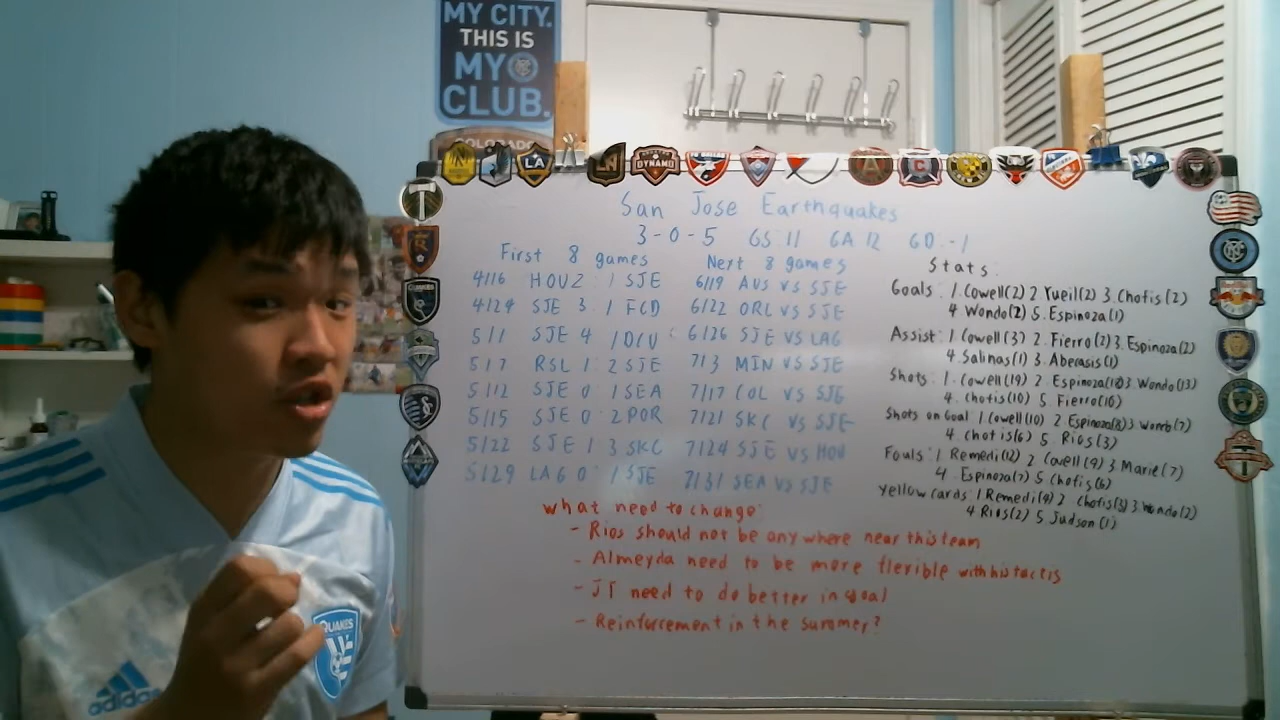 MY CITY.
THIS IS
MY
CLUB.
COLORADO
LA
DYNAMO
San Jose Earthquakes
3-0-5 GS 11 GA 12 GD -1
First 8 games
4/16 HOU 2 : 1 SJE
4/24 SJE 3 : 1 FCD
5/1 SJE 4 : 1 DCU
5/7 RSL 1 : 2 SJE
5/12 SJE 0 : 1 SEA
5/15 SJE 0 : 2 POR
5/22 SJE 1 : 3 SKC
5/29 LAG 0 : 1 SJE
Next 8 games
6/19 AUS VS SJE
6/22 ORL VS SJE
6/26 SJE VS LAG
7/3 MIN VS SJE
7/17 COL VS SJE
7/21 SKC VS SJE
7/24 SJE VS HOU
7/31 SEA VS SJE
Stats:
Goals: 1. Cowell(2) 2. Yueil(2) 3. Chofis(2)
4 Wondo(2) 5. Espinoza(1)
Assist: 1 Cowell(3) 2. Fierro(2) 3. Espinoza(2)
4 Salinas(1) 3. Aberasis(1)
Shots: 1. Cowell(19) 2. Espinoza(18) 3 Wondo(13)
4. Chofis(10) 5. Fierro(10)
Shots on Goal 1 Cowell(10) 2. Espinoza(8) 3 Wondo(7)
4. Chofis(6) 5. Rios(3)
Fouls: 1. Remedi(12) 2. Cowell(9) 3 Marie(7)
4 Espinoza(7) 5 Chofis(6)
Yellow cards 1 Remedi(4) 2 Chofis(3) 3 Wondo(2)
4 Rios(2) 5 Judson(1)
what need to change:
- Rios should not be any where near this team
- Almeyda need to be more flexible with his tactis
- JT need to do better in goal
- Reinforcement in the summer?
QUAKES
adidas